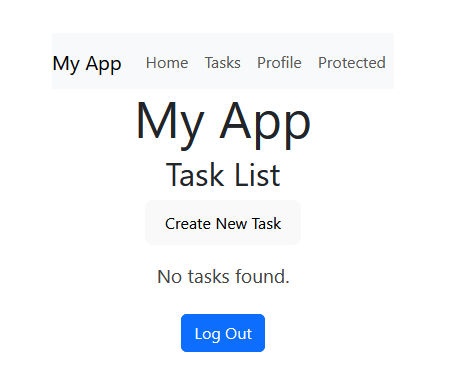 My App Home Tasks Profile Protected
My App
Task List
Create New Task
No tasks found.
Log Out